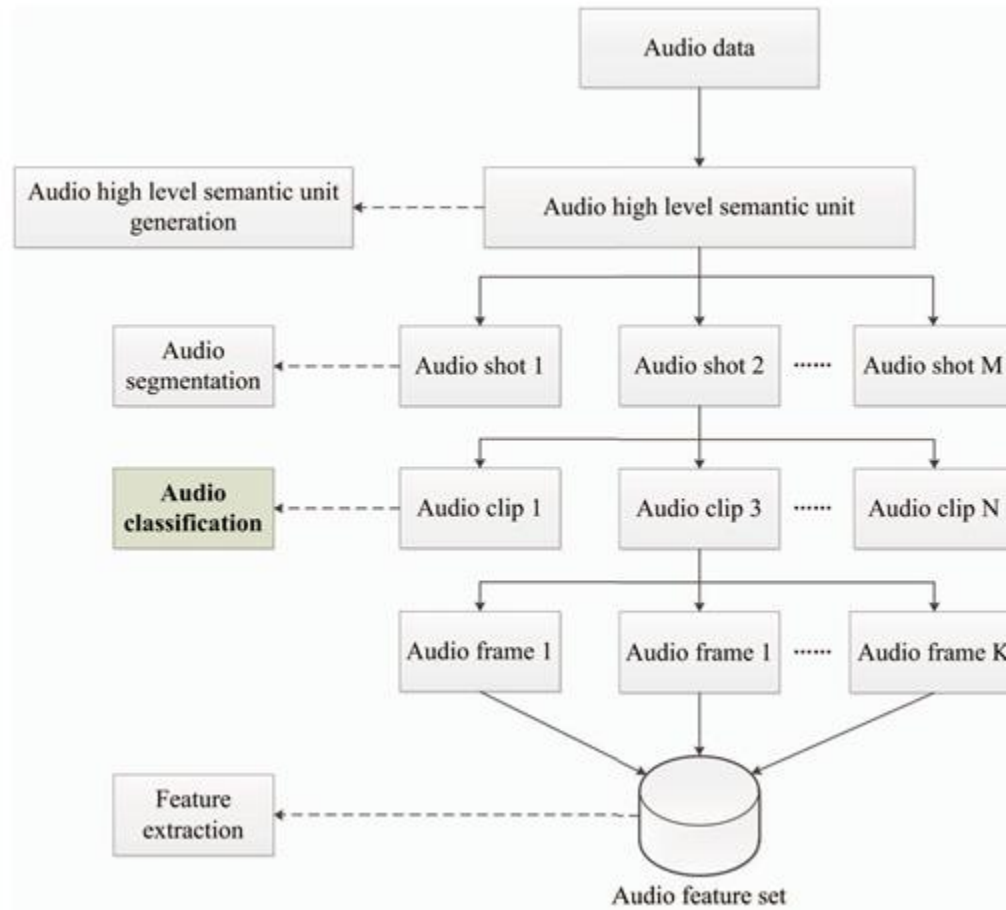 Audio data
Audio high level semantic unit
generation
Audio high level semantic unit
Audio
segmentation
Audio shot 1
Audio shot 2
......
Audio shot M
Audio
classification
Audio clip 1
Audio clip 3
......
Audio clip N
Audio frame 1
Audio frame 1
......
Audio frame K
Feature
extraction
Audio feature set